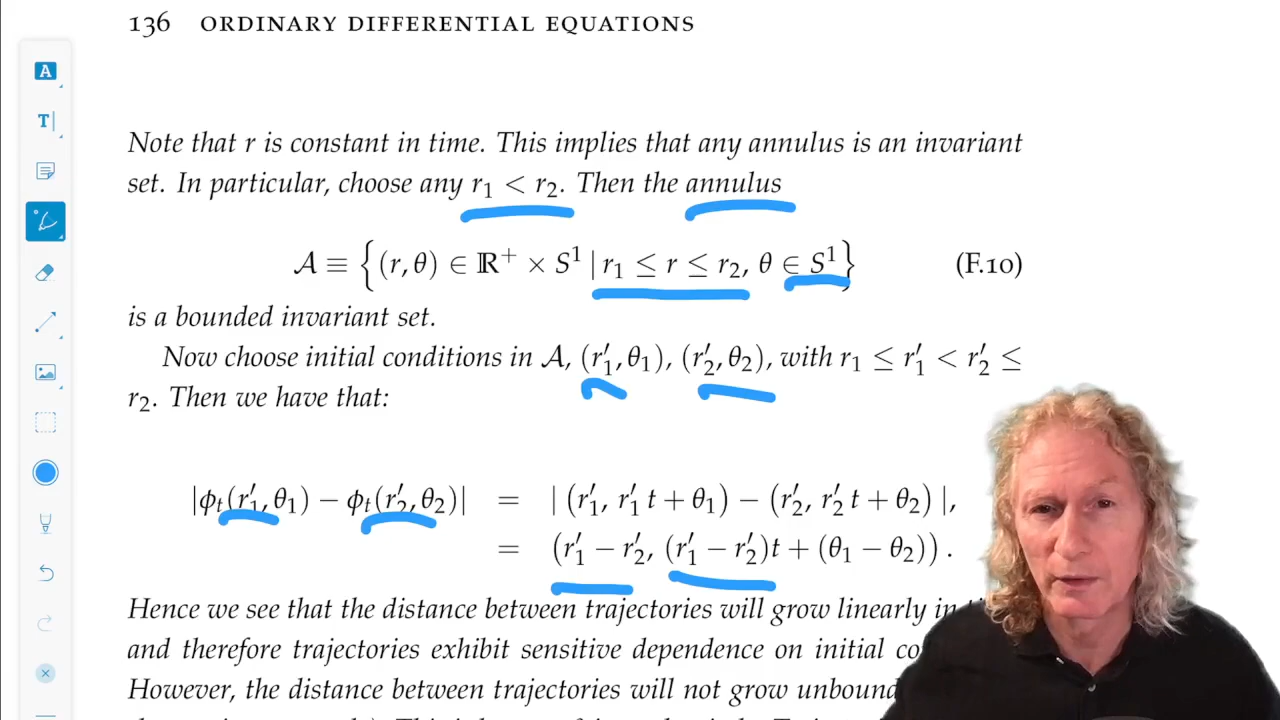 136 ORDINARY DIFFERENTIAL EQUATIONS
A
T|
Note that r is constant in time. This implies that any annulus is an invariant
set. In particular, choose any r₁ < r₂. Then the annulus
𝒜 ≡ {(r, θ) ∈ ℝ⁺ × S¹ | r₁ ≤ r ≤ r₂, θ ∈ S¹} (F.10)
is a bounded invariant set.
Now choose initial conditions in 𝒜, (r′₁, θ₁), (r′₂, θ₂), with r₁ ≤ r′₁ < r′₂ ≤
r₂. Then we have that:
|ϕₜ(r′₁, θ₁) − ϕₜ(r′₂, θ₂)| = | (r′₁, r′₁ t + θ₁) − (r′₂, r′₂ t + θ₂) |,
= (r′₁ − r′₂, (r′₁ − r′₂)t + (θ₁ − θ₂)).
Hence we see that the distance between trajectories will grow linearly in
and therefore trajectories exhibit sensitive dependence on initial
However, the distance between trajectories will not grow